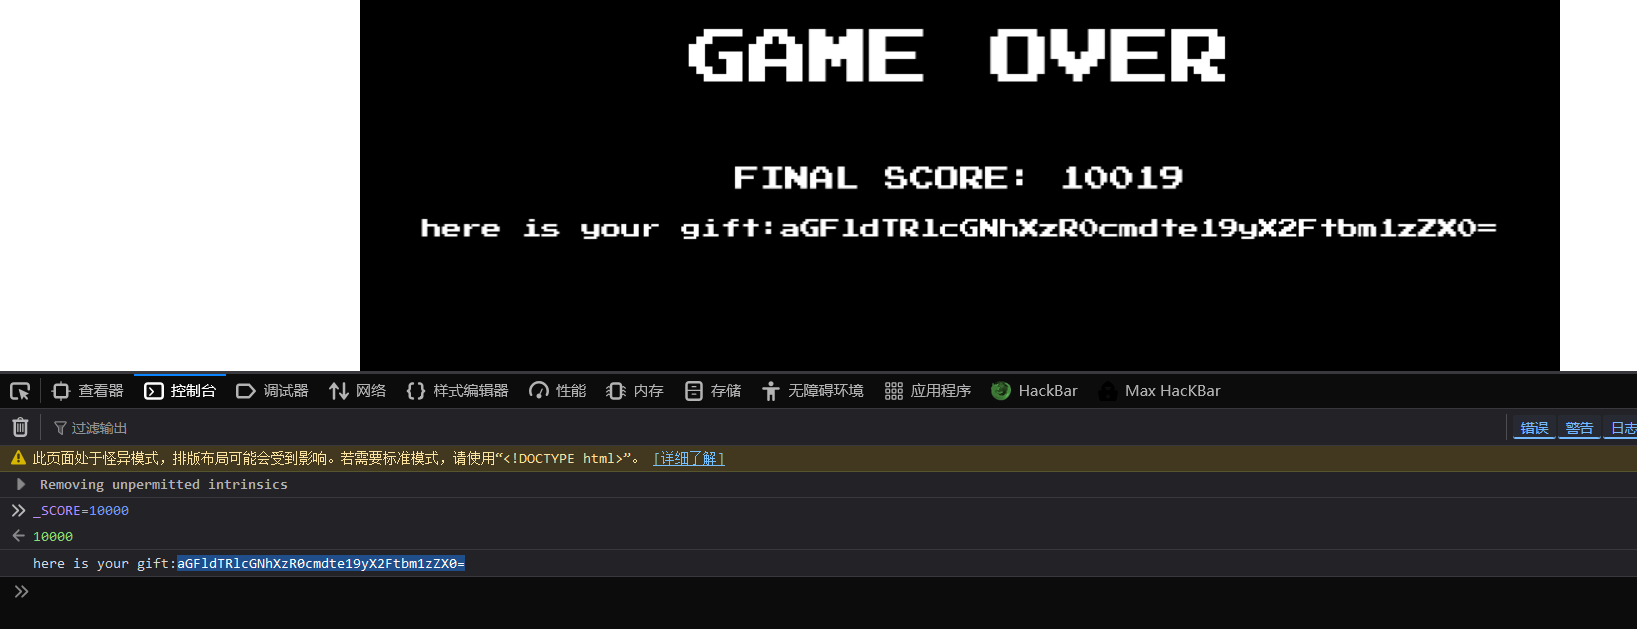 GAME OVER
FINAL SCORE: 10019
here is your gift:aGFldTRlcGNhXzR0cmdte19yX2Ftbm1zZX0=
查看器 控制台 调试器 网络 {} 样式编辑器 性能 内存 存储 无障碍环境 应用程序 HackBar Max HacKBar
过滤输出 错误 警告 日志
此页面处于怪异模式，排版布局可能会受到影响。若需要标准模式，请使用“<!DOCTYPE html>”。 [详细了解]
Removing unpermitted intrinsics
_SCORE=10000
10000
here is your gift:aGFldTRlcGNhXzR0cmdte19yX2Ftbm1zZX0=